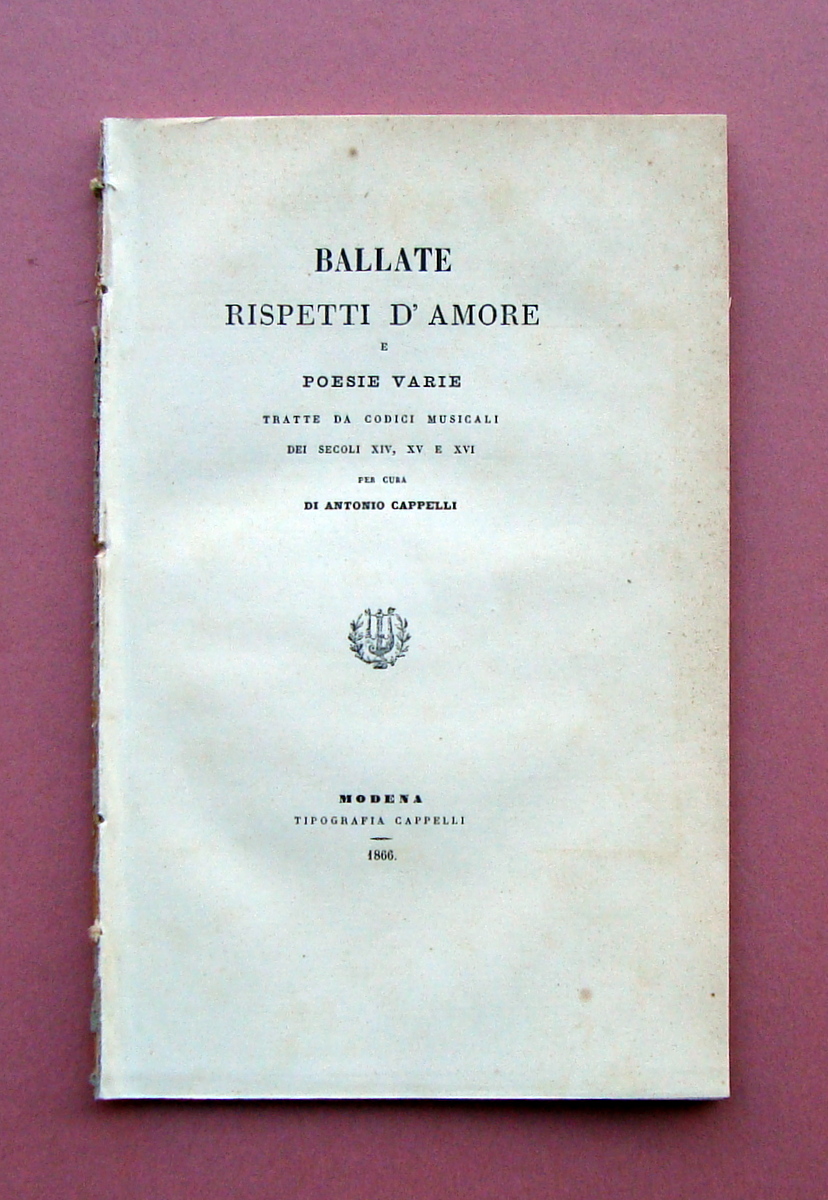 BALLATE
RISPETTI D' AMORE
E
POESIE VARIE
TRATTE DA CODICI MUSICALI
DEI SECOLI XIV, XV E XVI
PER CURA
DI ANTONIO CAPPELLI
MODENA
TIPOGRAFIA CAPPELLI
1866.